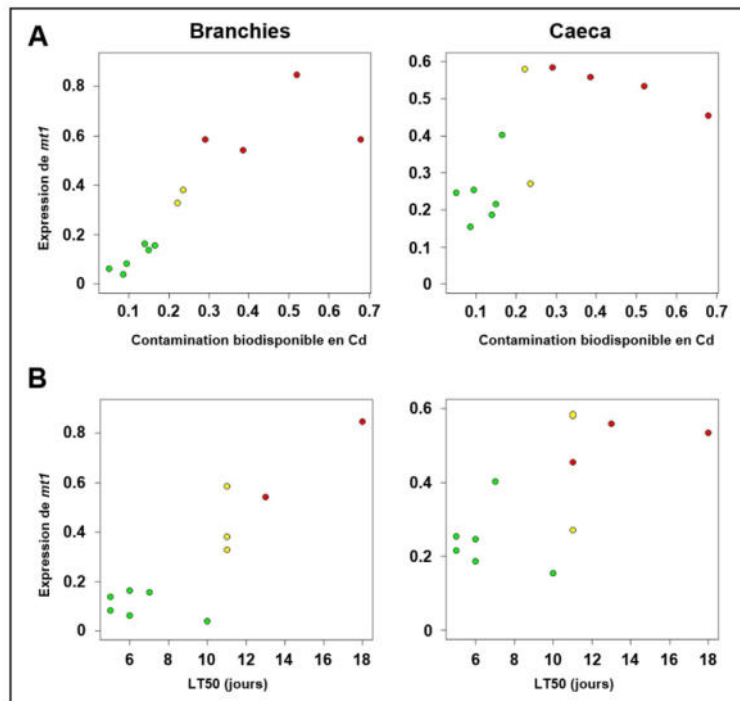 A
Branchies
Caeca
Expression de mt1
0.8
0.6
0.4
0.2
0
0.1 0.2 0.3 0.4 0.5 0.6 0.7
Contamination biodisponible en Cd
0.6
0.5
0.4
0.3
0.2
0.1
0
0.1 0.2 0.3 0.4 0.5 0.6 0.7
Contamination biodisponible en Cd
B
Expression de mt1
0.8
0.6
0.4
0.2
0
6 8 10 12 14 16 18
LT50 (jours)
0.6
0.4
0.2
0
6 8 10 12 14 16 18
LT50 (jours)